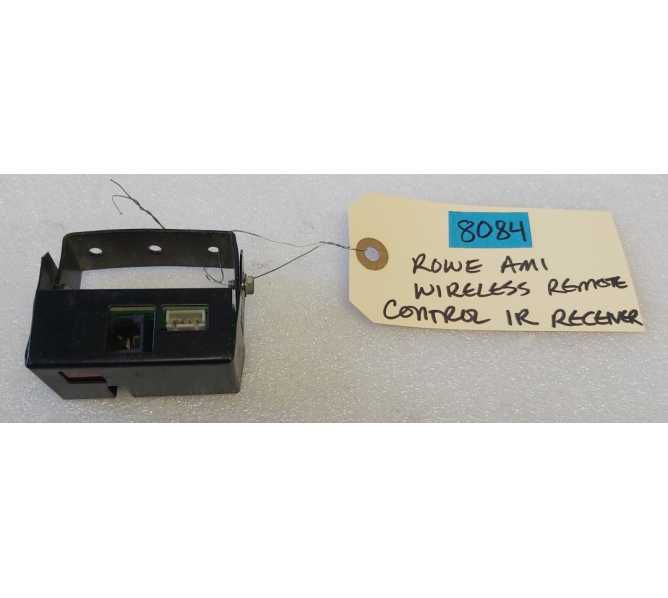 8084
ROWE AMI
WIRELESS REMOTE
CONTROL IR RECEIVER